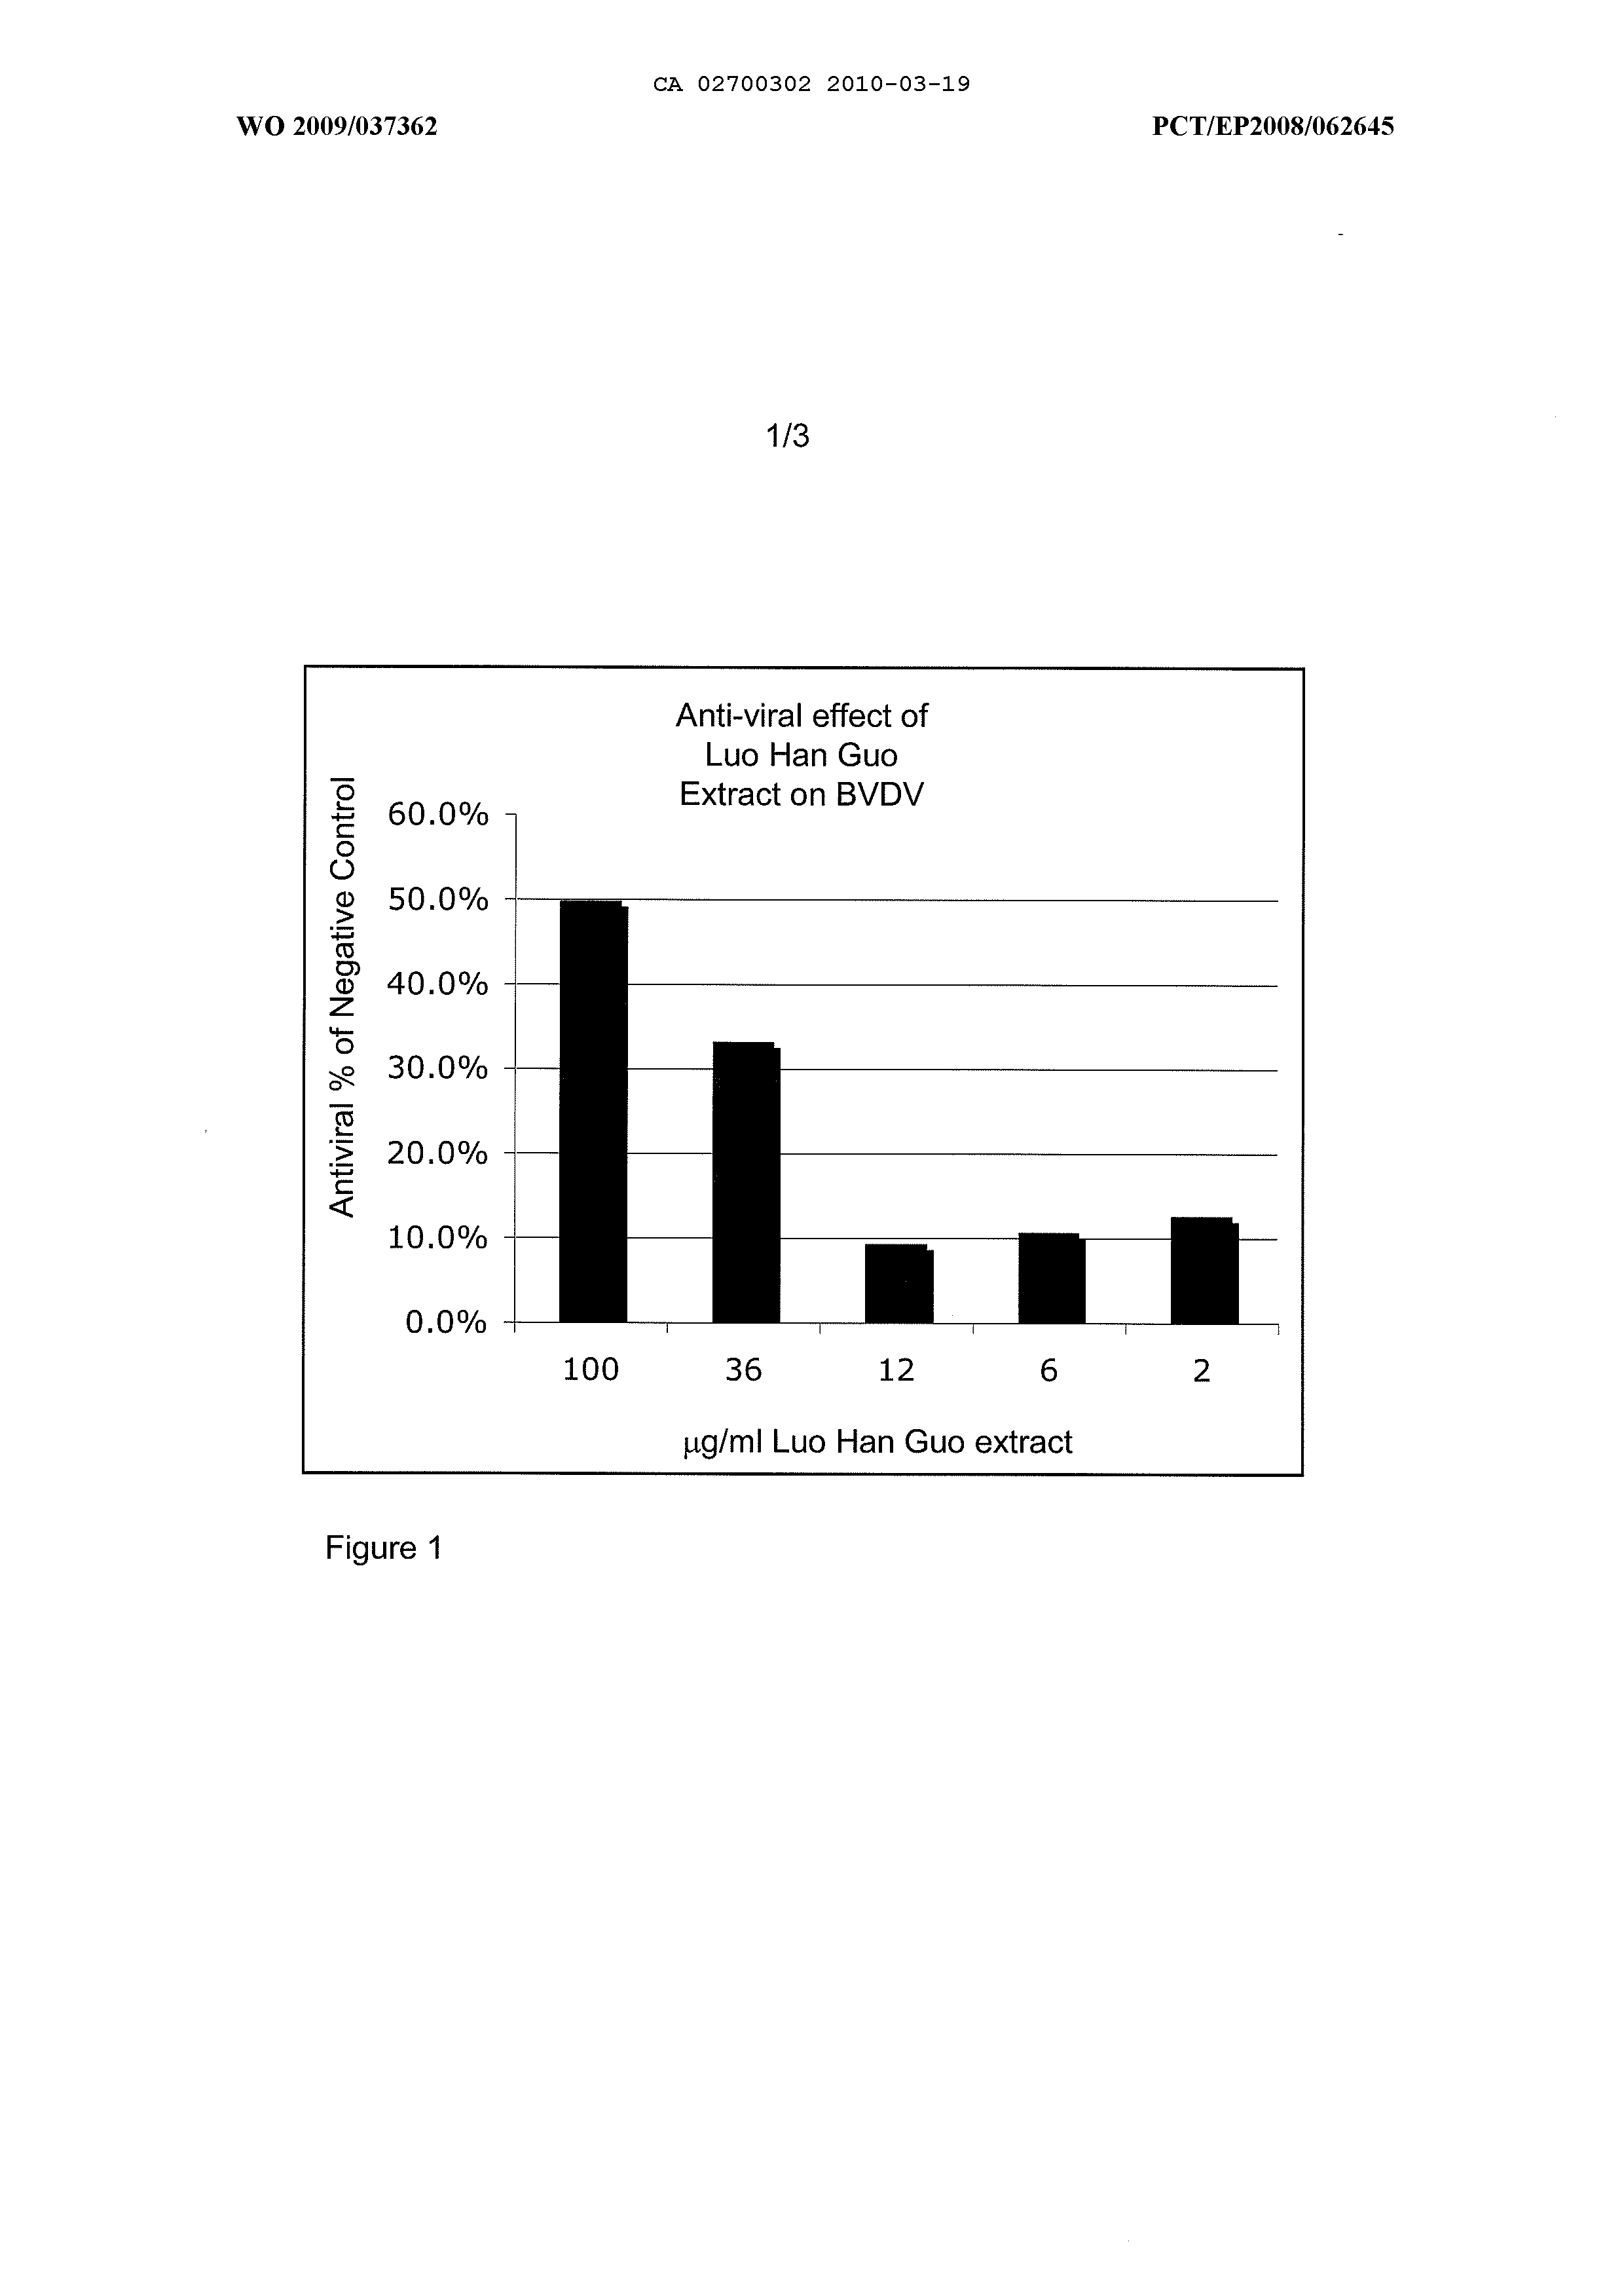 CA 02700302 2010-03-19
WO 2009/037362
PCT/EP2008/062645
1/3
Anti-viral effect of
Luo Han Guo
Extract on BVDV
Antiviral % of Negative Control
60.0%
50.0%
40.0%
30.0%
20.0%
10.0%
0.0%
100
36
12
6
2
µg/ml Luo Han Guo extract
Figure 1